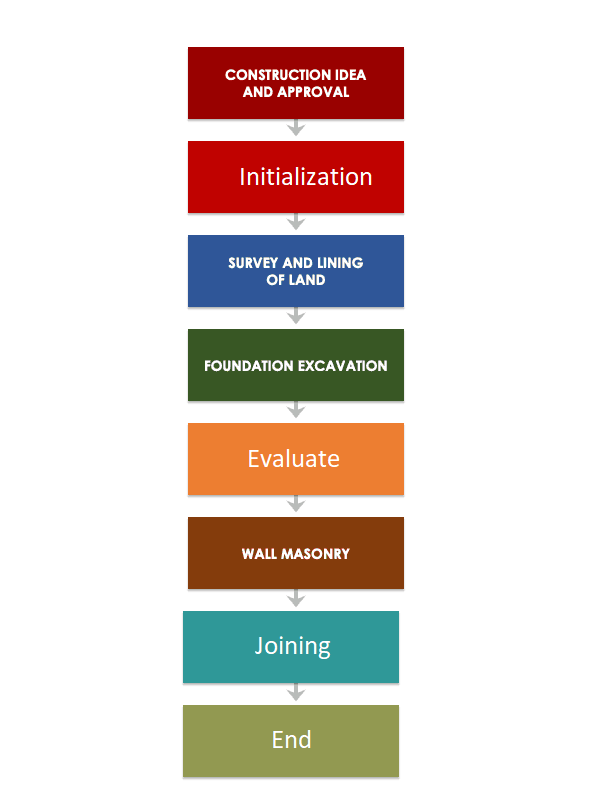 CONSTRUCTION IDEA
AND APPROVAL
Initialization
SURVEY AND LINING
OF LAND
FOUNDATION EXCAVATION
Evaluate
WALL MASONRY
Joining
End